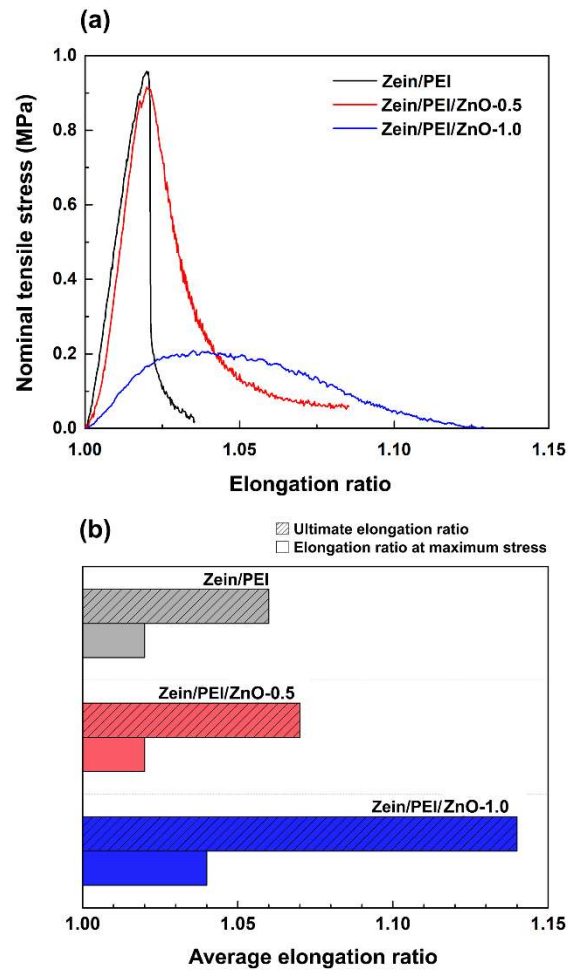 (a)
Zein/PEI
Zein/PEI/ZnO-0.5
Zein/PEI/ZnO-1.0
Nominal tensile stress (MPa)
1.0
0.8
0.6
0.4
0.2
0.0
1.00 1.05 1.10 1.15
Elongation ratio
(b)
Ultimate elongation ratio
Elongation ratio at maximum stress
Zein/PEI
Zein/PEI/ZnO-0.5
Zein/PEI/ZnO-1.0
1.00 1.05 1.10 1.15
Average elongation ratio